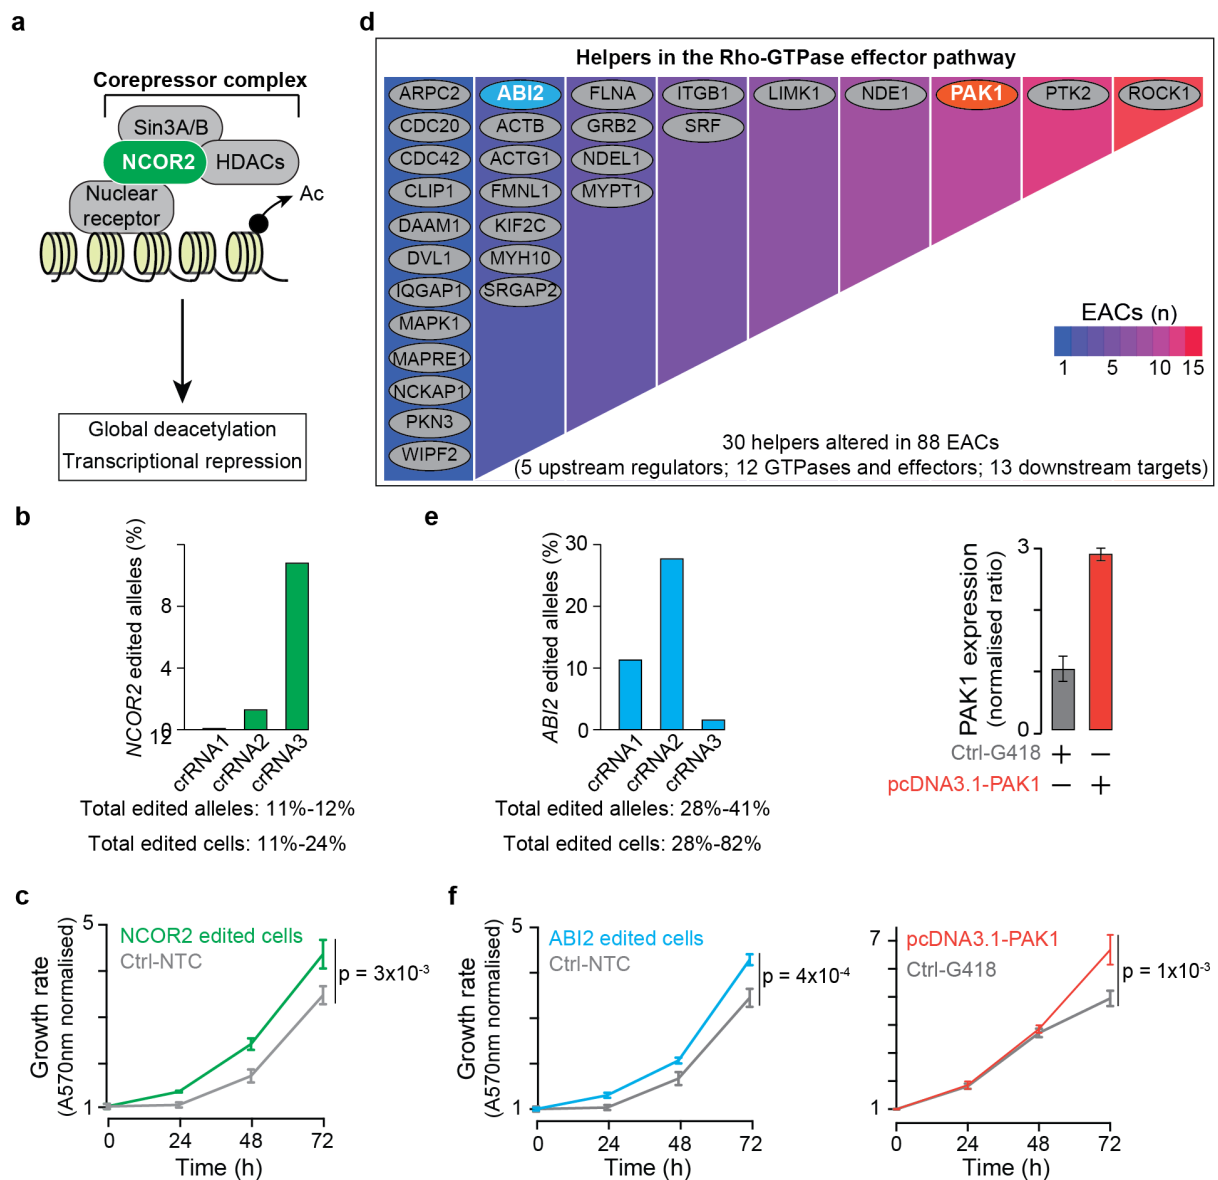 a
Corepressor complex
Sin3A/B
NCOR2
HDACs
Nuclear
receptor
Ac
Global deacetylation
Transcriptional repression
d
Helpers in the Rho-GTPase effector pathway
ARPC2
ABI2
FLNA
ITGB1
LIMK1
NDE1
PAK1
PTK2
ROCK1
CDC20
ACTB
GRB2
SRF
CDC42
ACTG1
NDEL1
CLIP1
FMNL1
MYPT1
DAAM1
KIF2C
DVL1
MYH10
IQGAP1
SRGAP2
MAPK1
MAPRE1
NCKAP1
PKN3
WIPF2
EACs (n)
1 5 10 15
30 helpers altered in 88 EACs
(5 upstream regulators; 12 GTPases and effectors; 13 downstream targets)
b
NCOR2 edited alleles (%)
8
4
0
12
crRNA1
crRNA2
crRNA3
Total edited alleles: 11%-12%
Total edited cells: 11%-24%
e
ABI2 edited alleles (%)
30
20
10
0
crRNA1
crRNA2
crRNA3
Total edited alleles: 28%-41%
Total edited cells: 28%-82%
PAK1 expression
(normalised ratio)
3
0
Ctrl-G418 + −
pcDNA3.1-PAK1 − +
c
Growth rate
(A570nm normalised)
5
1
NCOR2 edited cells
Ctrl-NTC
p = 3x10-3
0 24 48 72
Time (h)
f
Growth rate
(A570nm normalised)
5
1
ABI2 edited cells
Ctrl-NTC
p = 4x10-4
0 24 48 72
Time (h)
7
1
pcDNA3.1-PAK1
Ctrl-G418
p = 1x10-3
0 24 48 72
Time (h)